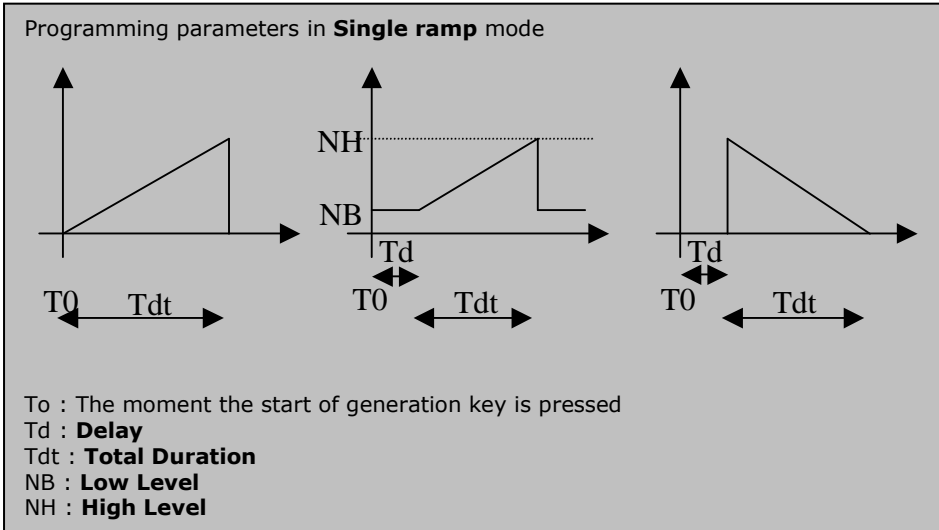 Programming parameters in Single ramp mode
NH
NB
Td
Td
T0
Tdt
T0
Tdt
T0
Tdt
To : The moment the start of generation key is pressed
Td : Delay
Tdt : Total Duration
NB : Low Level
NH : High Level